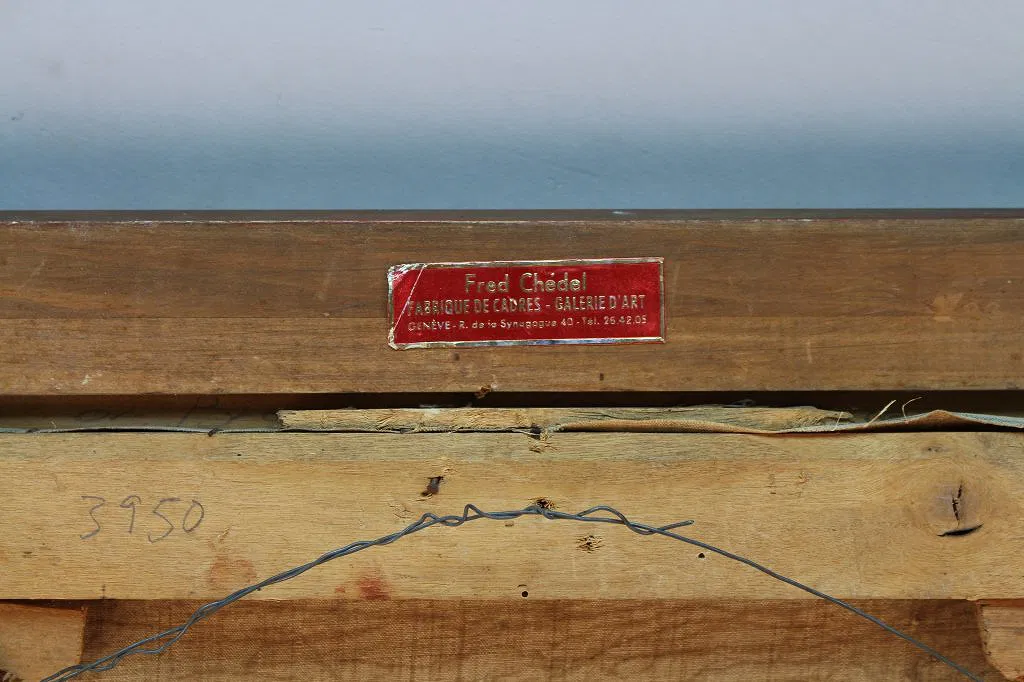 Fred Chédel
FABRIQUE DE CADRES - GALERIE D'ART
GENÈVE - R. de la Synagogue 40 - Tél. 26.42.05
3950